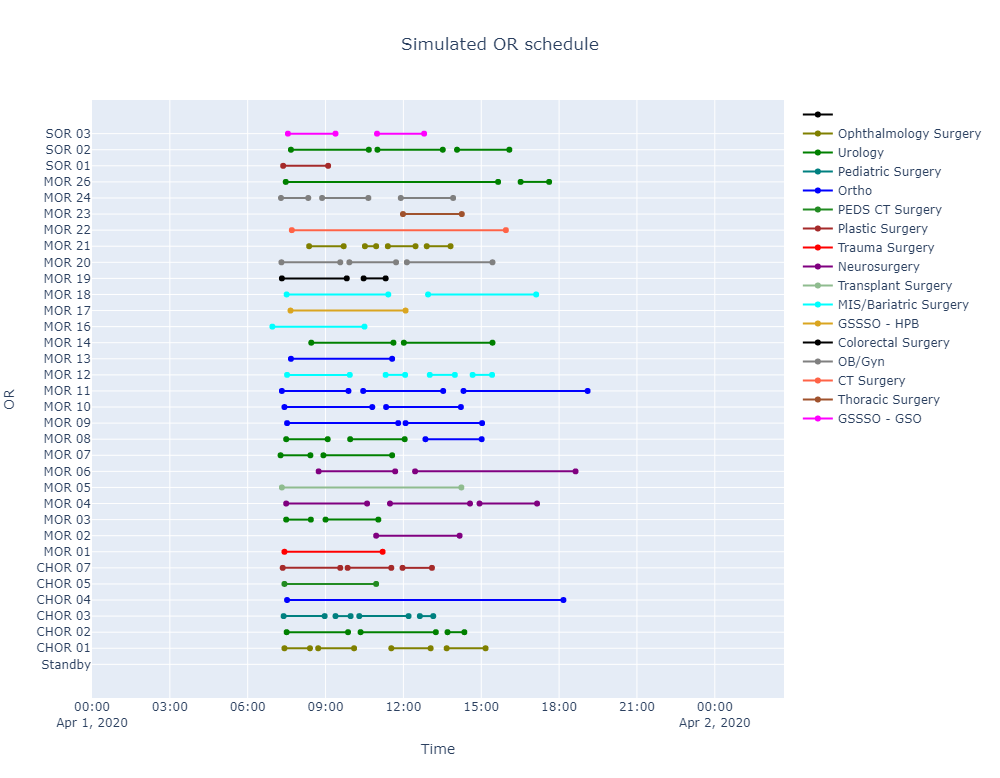 Simulated OR schedule
SOR 03
SOR 02
SOR 01
MOR 26
MOR 24
MOR 23
MOR 22
MOR 21
MOR 20
MOR 19
MOR 18
MOR 17
MOR 16
MOR 14
MOR 13
MOR 12
MOR 11
MOR 10
MOR 09
MOR 08
MOR 07
MOR 06
MOR 05
MOR 04
MOR 03
MOR 02
MOR 01
CHOR 07
CHOR 05
CHOR 04
CHOR 03
CHOR 02
CHOR 01
Standby
OR
00:00 03:00 06:00 09:00 12:00 15:00 18:00 21:00 00:00
Apr 1, 2020 Apr 2, 2020
Time
Ophthalmology Surgery
Urology
Pediatric Surgery
Ortho
PEDS CT Surgery
Plastic Surgery
Trauma Surgery
Neurosurgery
Transplant Surgery
MIS/Bariatric Surgery
GSSSO - HPB
Colorectal Surgery
OB/Gyn
CT Surgery
Thoracic Surgery
GSSSO - GSO